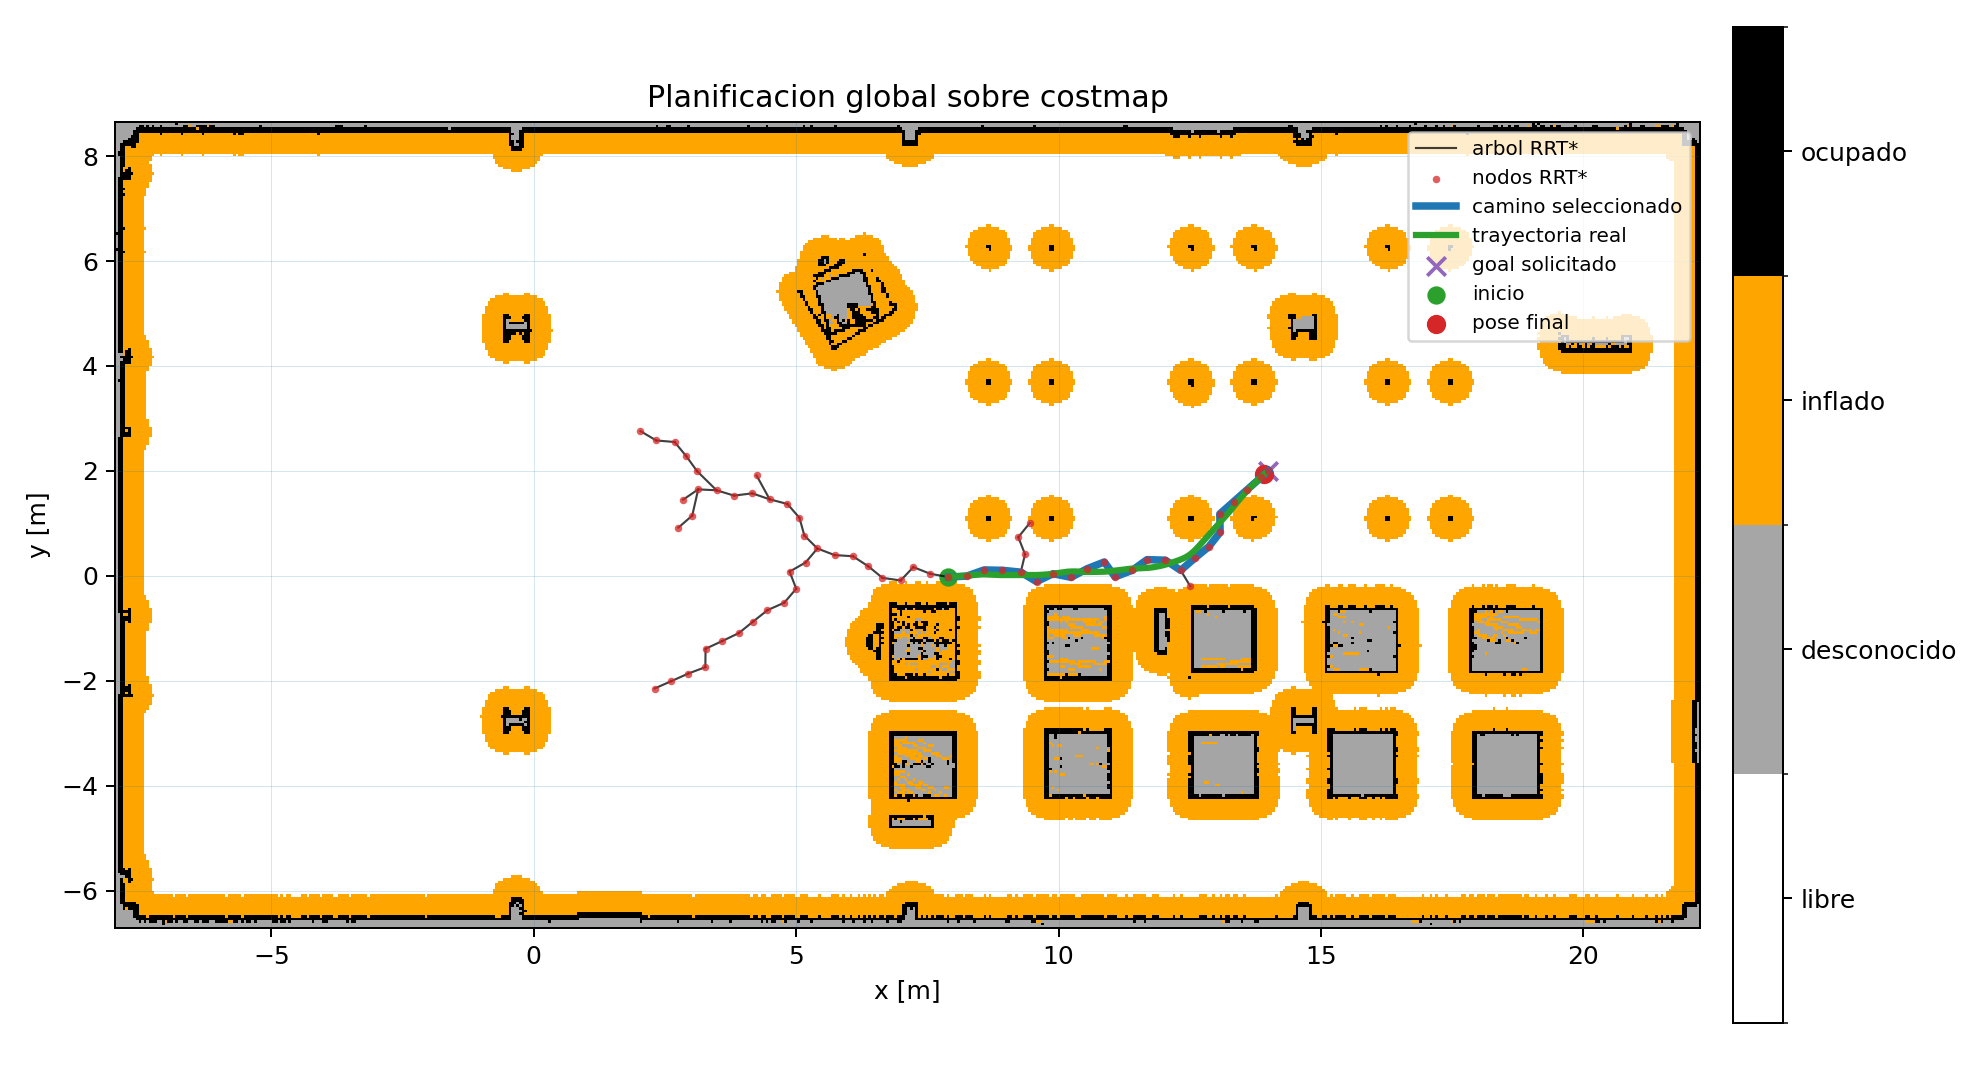 Planificacion global sobre costmap
arbol RRT*
nodos RRT*
camino seleccionado
trayectoria real
goal solicitado
inicio
pose final
8
6
4
2
0
−2
−4
−6
y [m]
−5
0
5
10
15
20
x [m]
ocupado
inflado
desconocido
libre